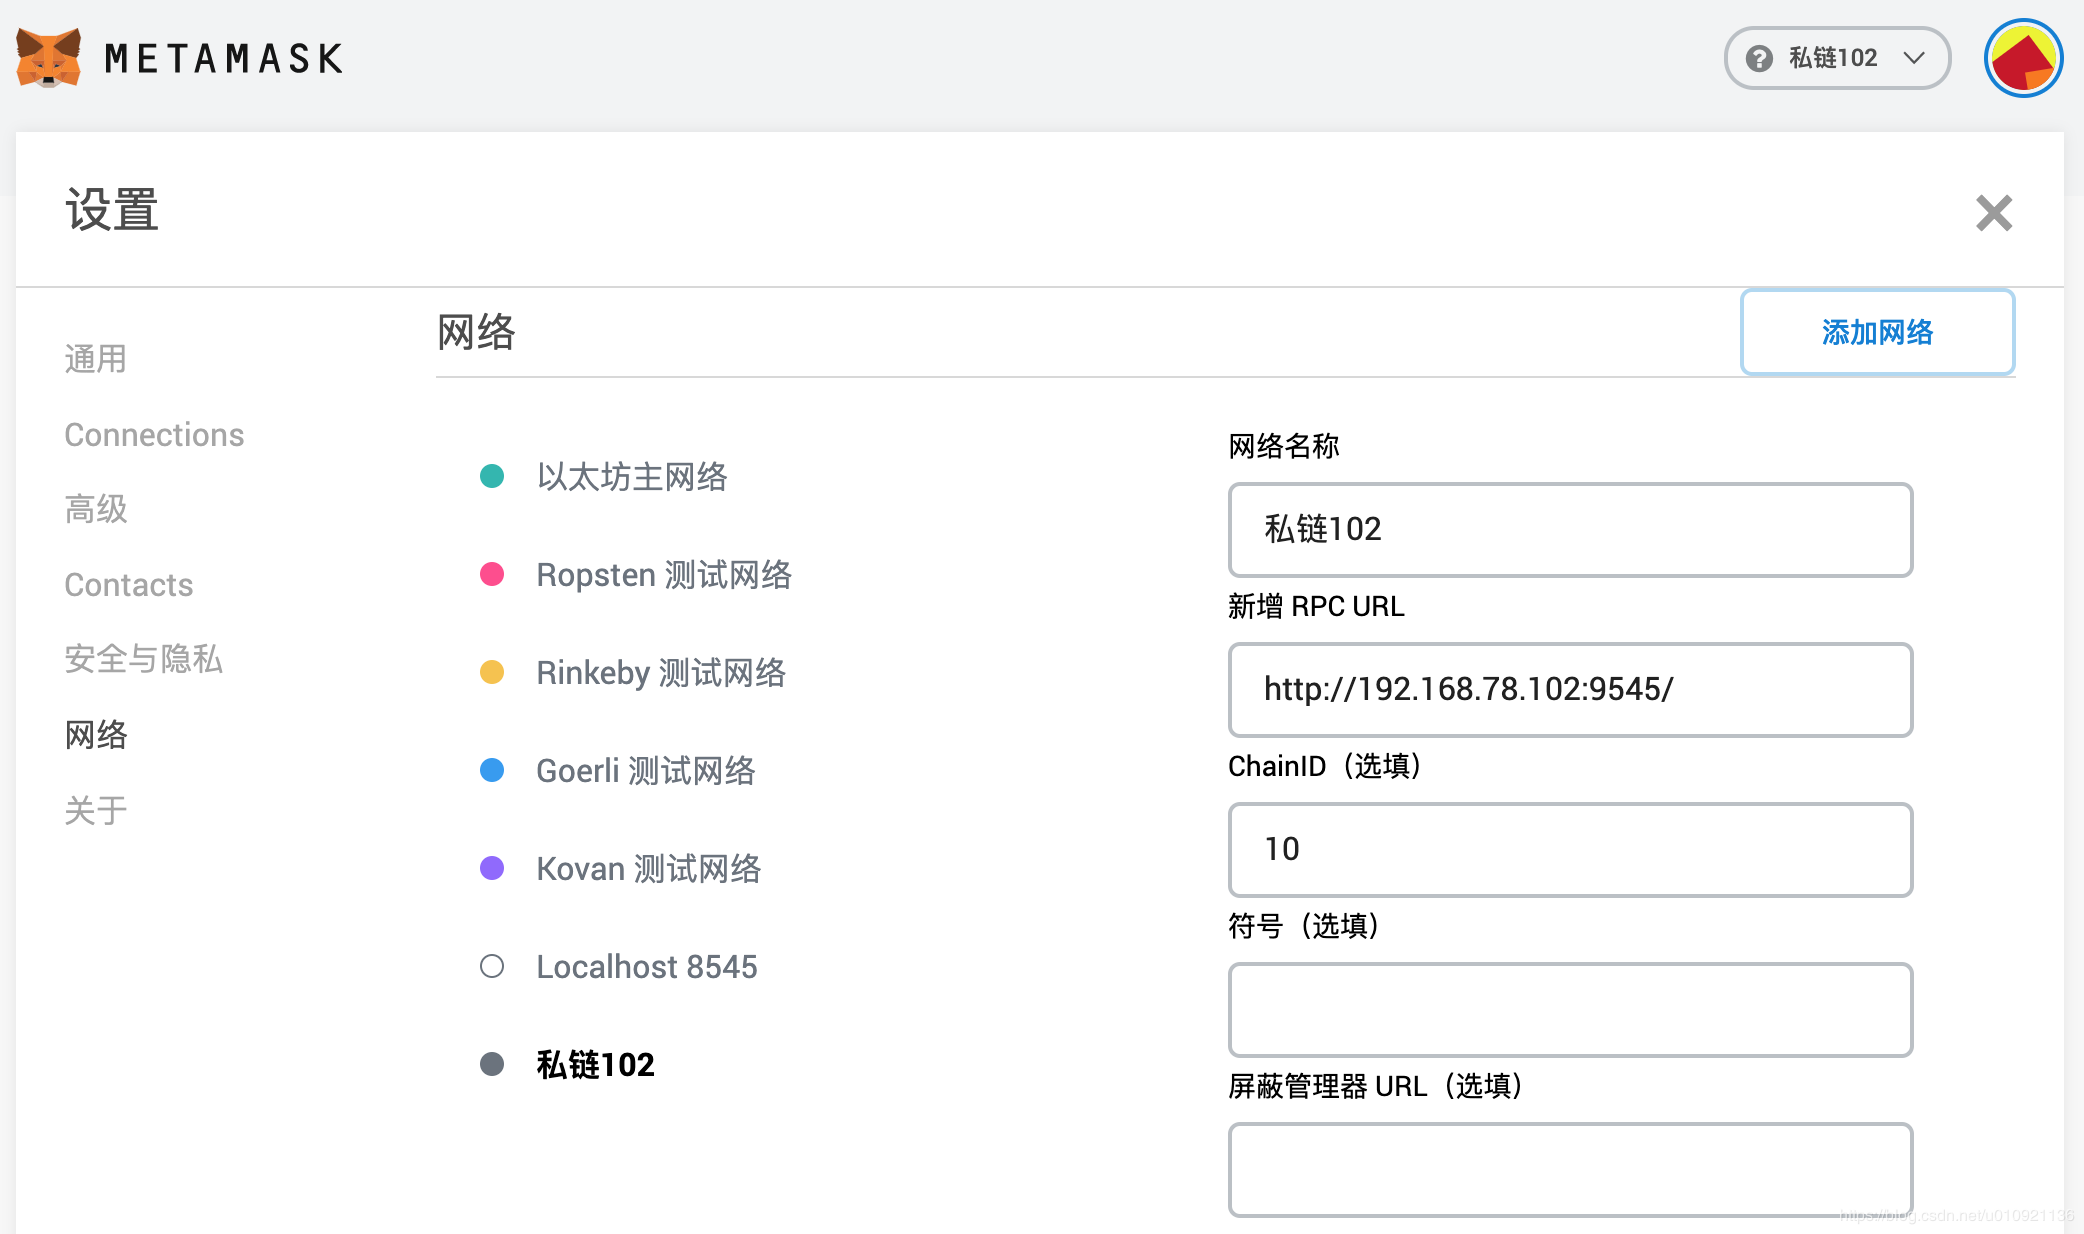 METAMASK
私链102
设置
网络
添加网络
通用
Connections
高级
Contacts
安全与隐私
网络
关于
以太坊主网络
Ropsten 测试网络
Rinkeby 测试网络
Goerli 测试网络
Kovan 测试网络
Localhost 8545
私链102
网络名称
私链102
新增 RPC URL
http://192.168.78.102:9545/
ChainID（选填）
10
符号（选填）
屏蔽管理器 URL（选填）
https://blog.csdn.net/u010921136